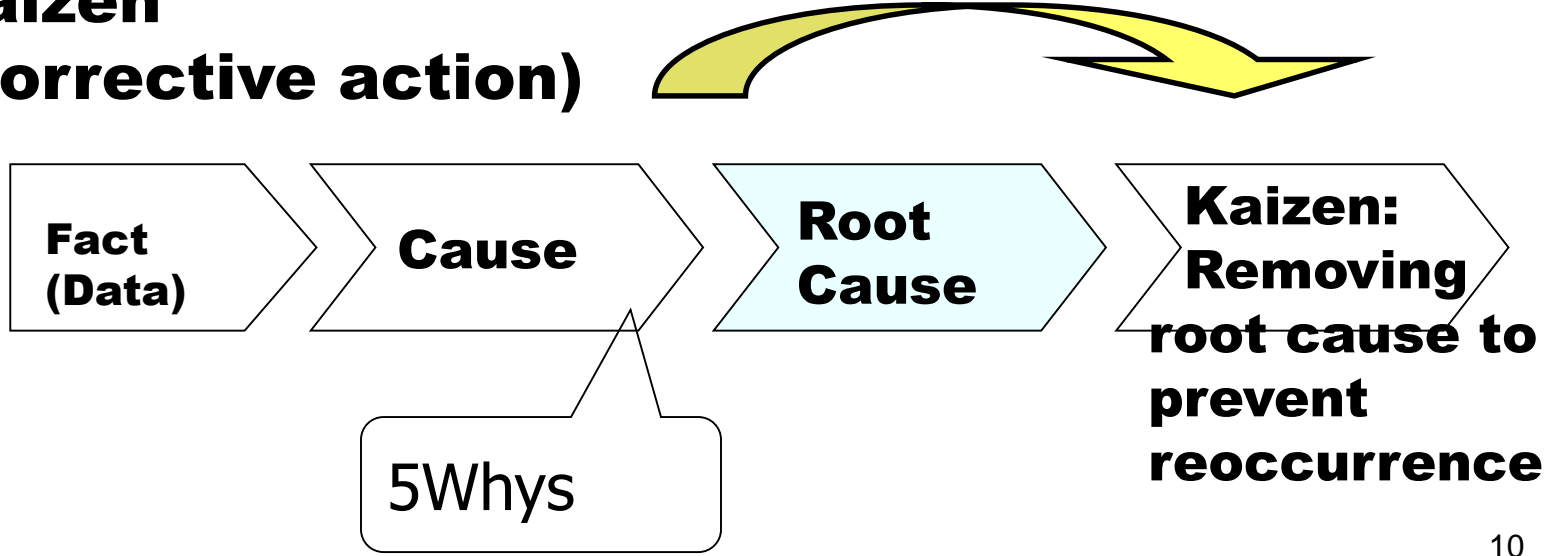 aizen
orrective action)
Fact
(Data)
Cause
Root
Cause
Kaizen:
Removing
root cause to
prevent
reoccurrence
5Whys
10